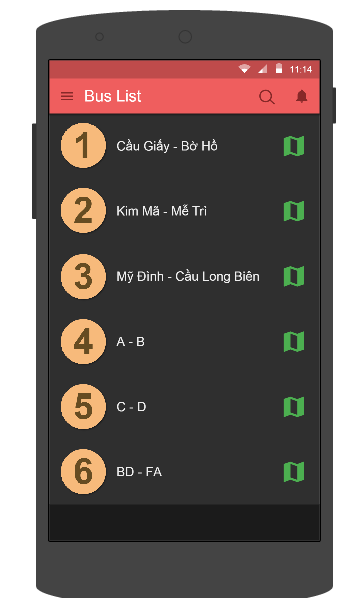 11:14
Bus List
1 Cầu Giấy - Bờ Hồ
2 Kim Mã - Mễ Trì
3 Mỹ Đình - Cầu Long Biên
4 A - B
5 C - D
6 BD - FA